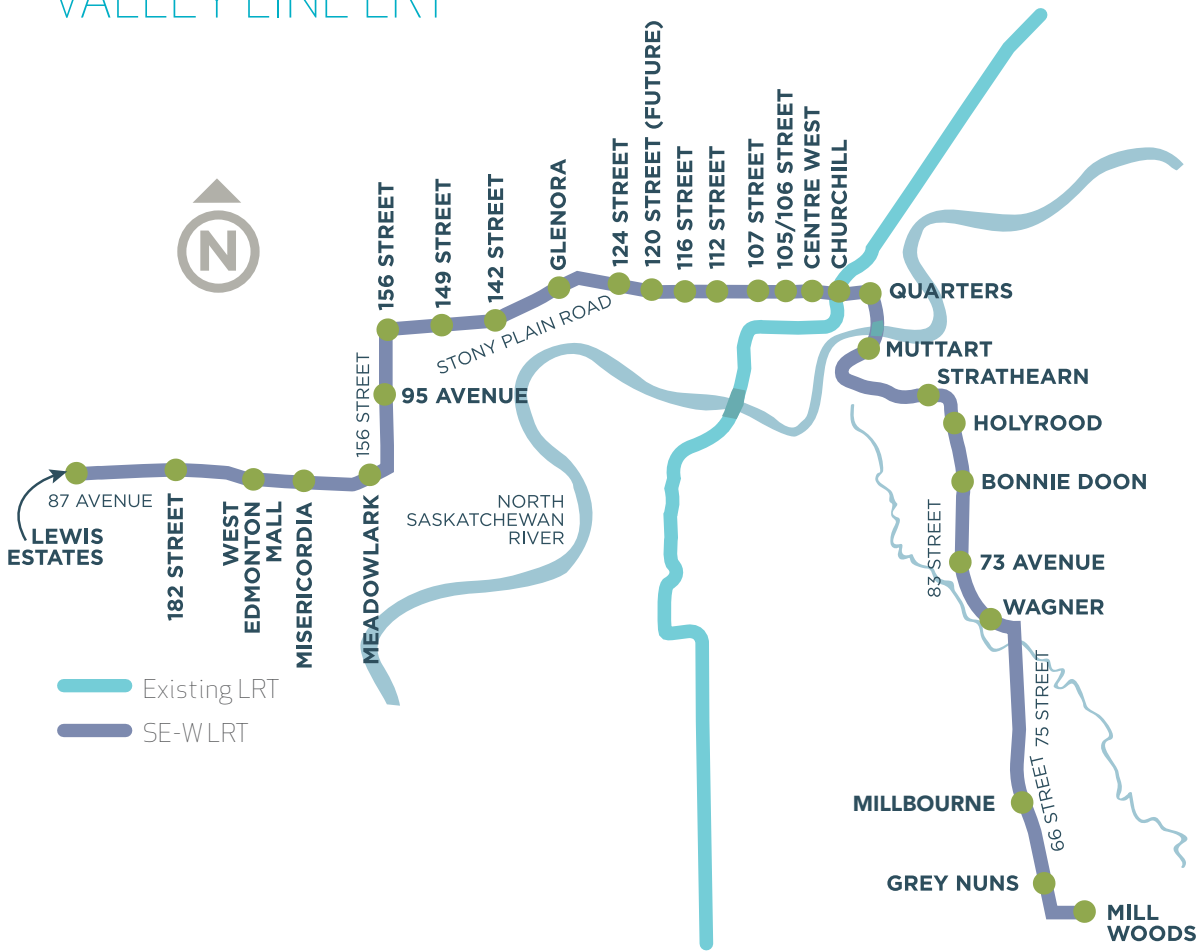 VALLEY LINE LRT
N
156 STREET
149 STREET
142 STREET
GLENORA
124 STREET
120 STREET (FUTURE)
116 STREET
112 STREET
107 STREET
105/106 STREET
CENTRE WEST
CHURCHILL
QUARTERS
MUTTART
STRATHEARN
HOLYROOD
BONNIE DOON
73 AVENUE
WAGNER
83 STREET
75 STREET
66 STREET
MILLBOURNE
GREY NUNS
MILL
WOODS
STONY PLAIN ROAD
156 STREET
95 AVENUE
87 AVENUE
LEWIS
ESTATES
182 STREET
WEST
EDMONTON
MALL
MISERICORDIA
MEADOWLARK
NORTH
SASKATCHEWAN
RIVER
Existing LRT
SE-W LRT